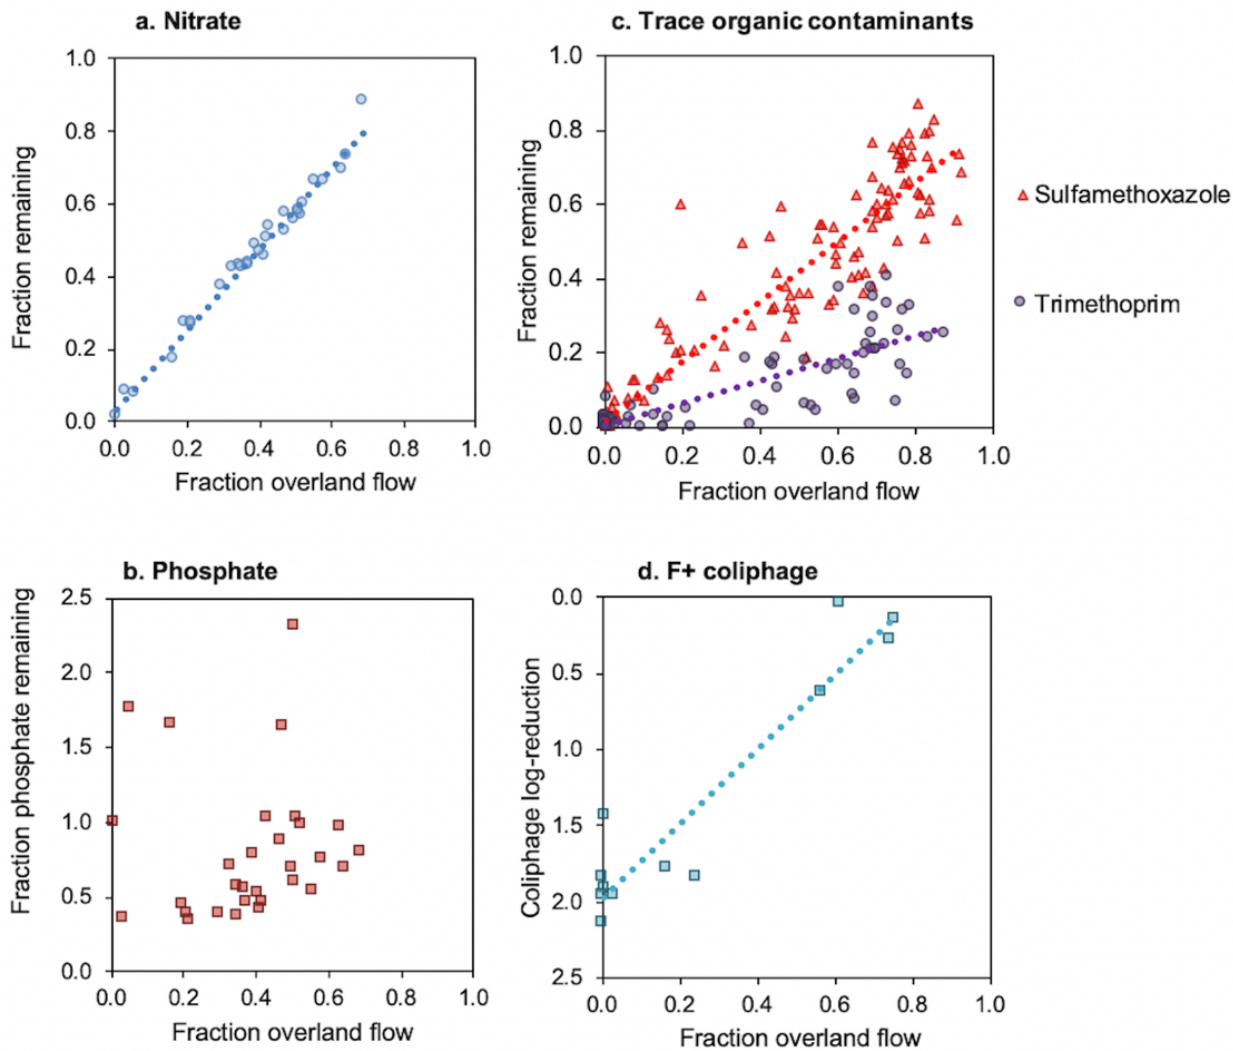 a. Nitrate
1.0
0.8
0.6
0.4
0.2
0.0
0.0 0.2 0.4 0.6 0.8 1.0
Fraction remaining
Fraction overland flow
c. Trace organic contaminants
1.0
0.8
0.6
0.4
0.2
0.0
0.0 0.2 0.4 0.6 0.8 1.0
Fraction remaining
Fraction overland flow
Sulfamethoxazole
Trimethoprim
b. Phosphate
2.5
2.0
1.5
1.0
0.5
0.0
0.0 0.2 0.4 0.6 0.8 1.0
Fraction phosphate remaining
Fraction overland flow
d. F+ coliphage
0.0
0.5
1.0
1.5
2.0
2.5
0.0 0.2 0.4 0.6 0.8 1.0
Coliphage log-reduction
Fraction overland flow